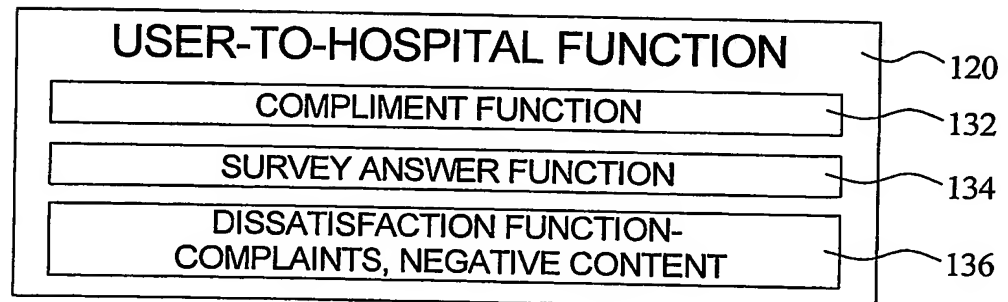 USER-TO-HOSPITAL FUNCTION
120
COMPLIMENT FUNCTION
132
SURVEY ANSWER FUNCTION
134
DISSATISFACTION FUNCTION-
COMPLAINTS, NEGATIVE CONTENT
136